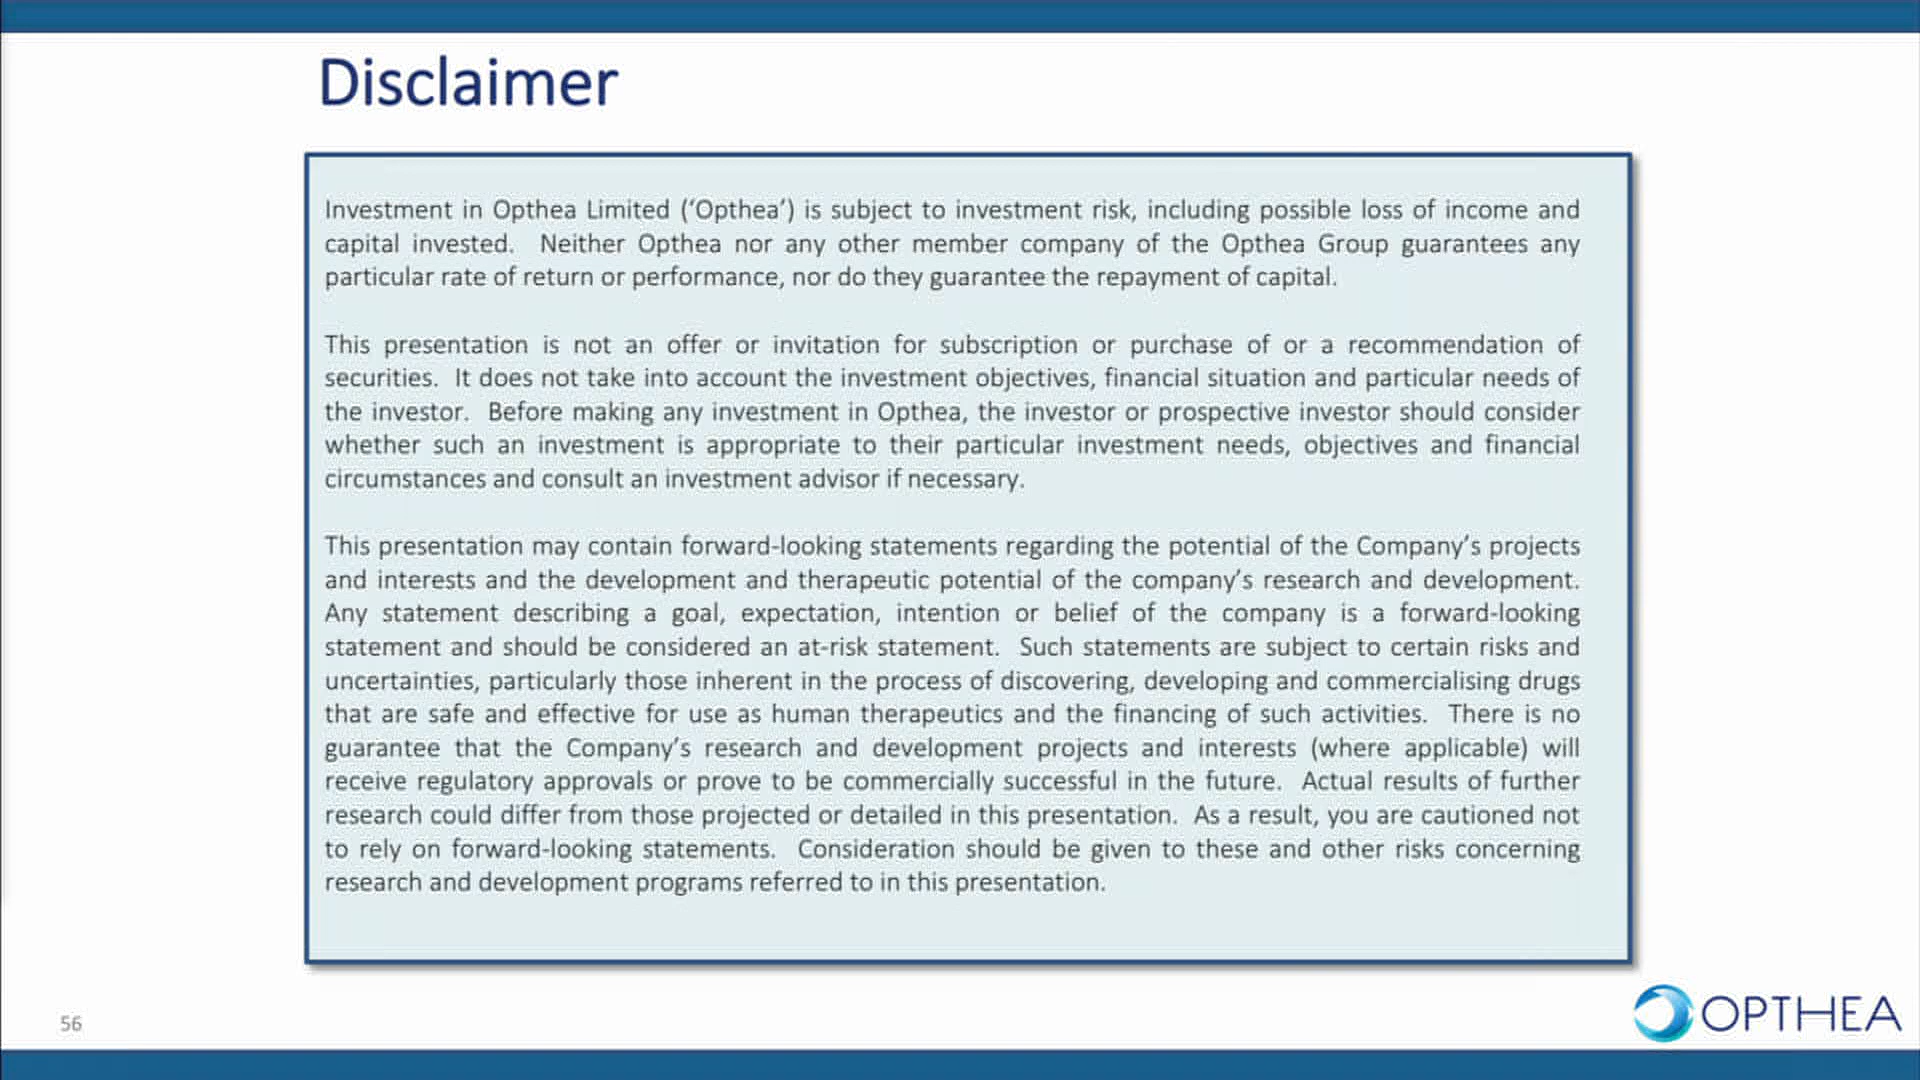 Disclaimer
Investment in Opthea Limited (‘Opthea’) is subject to investment risk, including possible loss of income and
capital invested. Neither Opthea nor any other member company of the Opthea Group guarantees any
particular rate of return or performance, nor do they guarantee the repayment of capital.
This presentation is not an offer or invitation for subscription or purchase of or a recommendation of
securities. It does not take into account the investment objectives, financial situation and particular needs of
the investor. Before making any investment in Opthea, the investor or prospective investor should consider
whether such an investment is appropriate to their particular investment needs, objectives and financial
circumstances and consult an investment advisor if necessary.
This presentation may contain forward-looking statements regarding the potential of the Company’s projects
and interests and the development and therapeutic potential of the company’s research and development.
Any statement describing a goal, expectation, intention or belief of the company is a forward-looking
statement and should be considered an at-risk statement. Such statements are subject to certain risks and
uncertainties, particularly those inherent in the process of discovering, developing and commercialising drugs
that are safe and effective for use as human therapeutics and the financing of such activities. There is no
guarantee that the Company’s research and development projects and interests (where applicable) will
receive regulatory approvals or prove to be commercially successful in the future. Actual results of further
research could differ from those projected or detailed in this presentation. As a result, you are cautioned not
to rely on forward-looking statements. Consideration should be given to these and other risks concerning
research and development programs referred to in this presentation.
56
OPTHEA